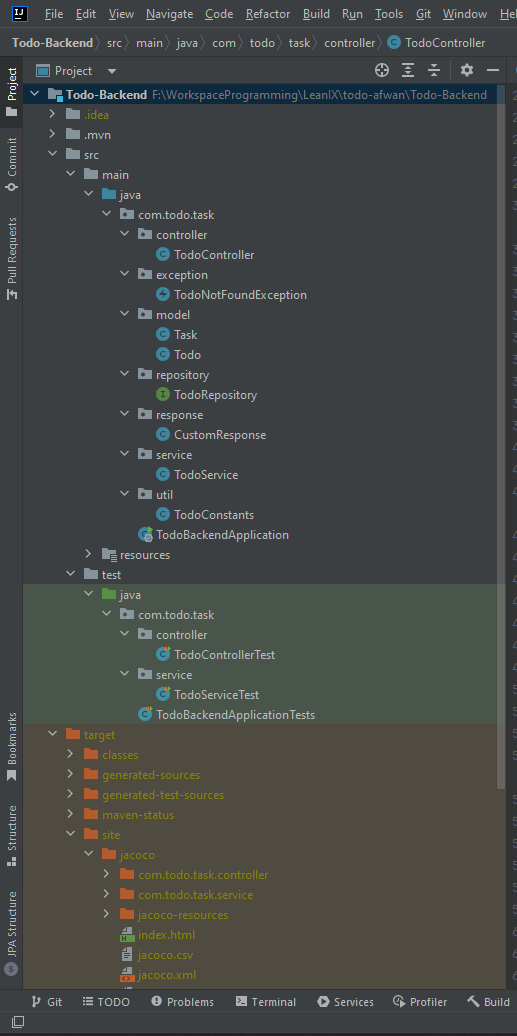 IJ File Edit View Navigate Code Refactor Build Run Tools Git Window
Todo-Backend src main java com todo task controller TodoController
Project
Todo-Backend F:\WorkspaceProgramming\LeanIX\todo-afwan\Todo-Backend
.idea
.mvn
src
main
java
com.todo.task
controller
TodoController
exception
TodoNotFoundException
model
Task
Todo
repository
TodoRepository
response
CustomResponse
service
TodoService
util
TodoConstants
TodoBackendApplication
resources
test
java
com.todo.task
controller
TodoControllerTest
service
TodoServiceTest
TodoBackendApplicationTests
target
classes
generated-sources
generated-test-sources
maven-status
site
jacoco
com.todo.task.controller
com.todo.task.service
jacoco-resources
index.html
jacoco.csv
jacoco.xml
Project
Commit
Pull Requests
Bookmarks
Structure
JPA Structure
Git TODO Problems Terminal Services Profiler Build